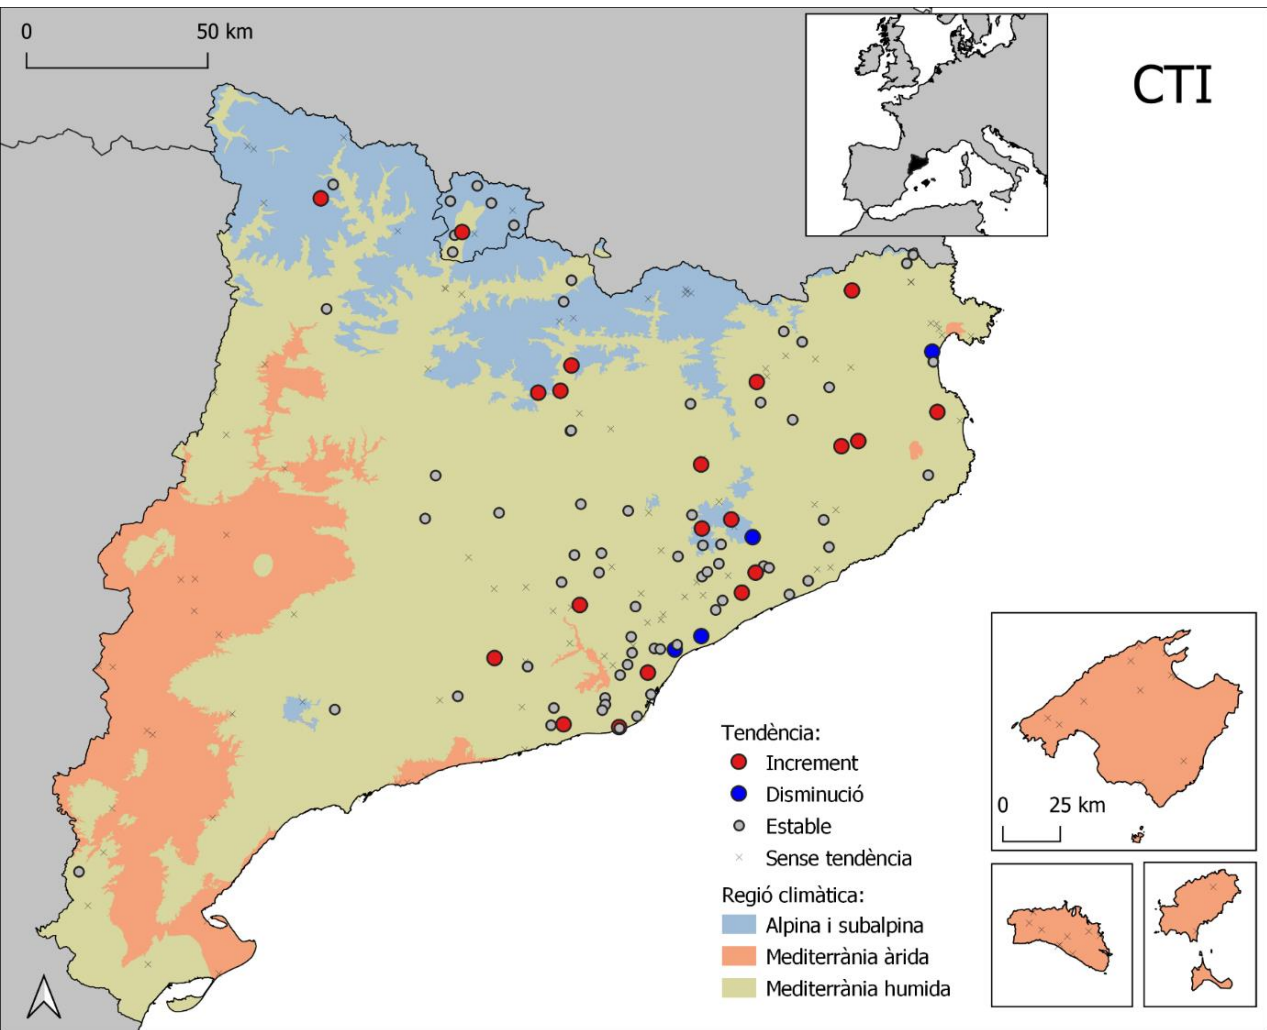 0 50 km
CTI
Tendència:
Increment
Disminució
Estable
Sense tendència
Regió climàtica:
Alpina i subalpina
Mediterrània àrida
Mediterrània humida
0 25 km